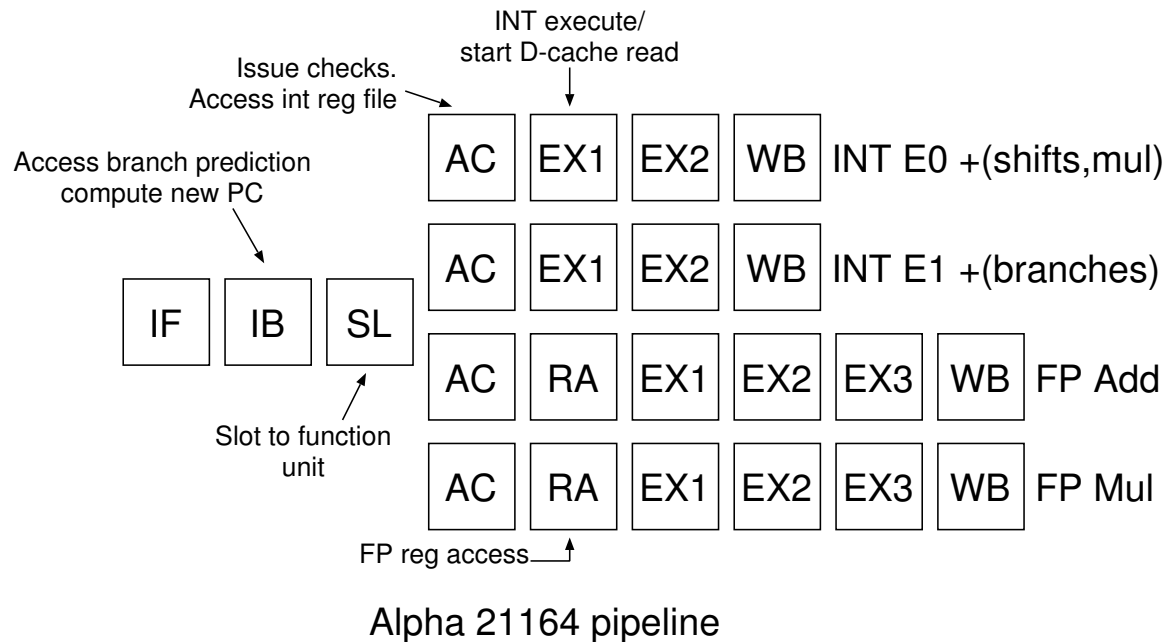 INT execute/
start D-cache read
Issue checks.
Access int reg file
AC EX1 EX2 WB INT E0 +(shifts,mul)
Access branch prediction
compute new PC
AC EX1 EX2 WB INT E1 +(branches)
IF IB SL
AC RA EX1 EX2 EX3 WB FP Add
Slot to function
unit
AC RA EX1 EX2 EX3 WB FP Mul
FP reg access
Alpha 21164 pipeline